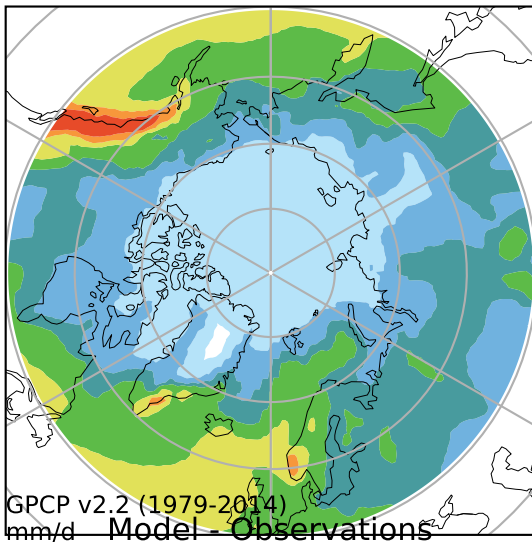 GPCP v2.2 (1979-2014)
mm/d Model - Observations